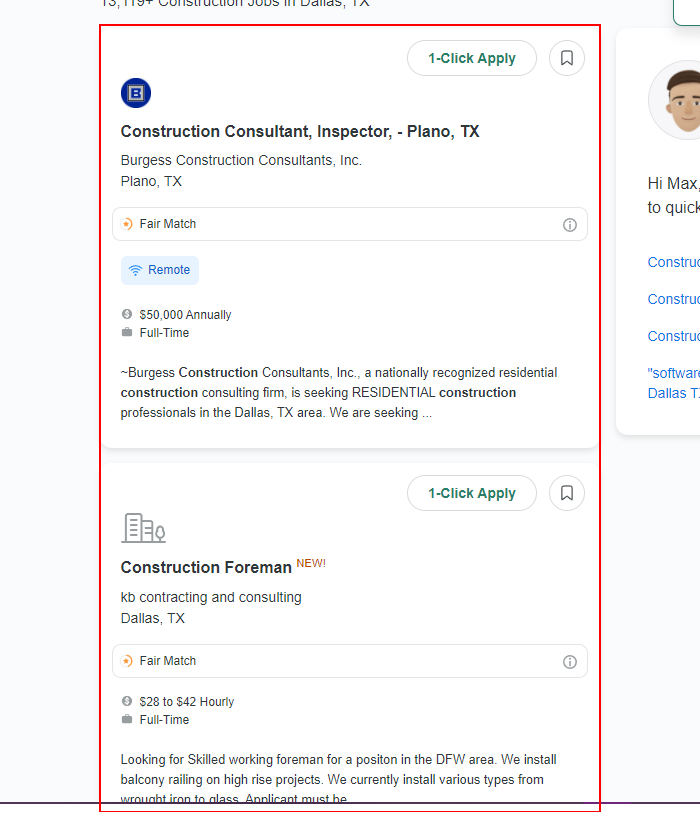 13,119+ Construction Jobs in Dallas, TX
1-Click Apply
B
Construction Consultant, Inspector, - Plano, TX
Burgess Construction Consultants, Inc.
Plano, TX
Fair Match
Remote
$50,000 Annually
Full-Time
~Burgess Construction Consultants, Inc., a nationally recognized residential
construction consulting firm, is seeking RESIDENTIAL construction
professionals in the Dallas, TX area. We are seeking ...
1-Click Apply
Construction Foreman NEW!
kb contracting and consulting
Dallas, TX
Fair Match
$28 to $42 Hourly
Full-Time
Looking for Skilled working foreman for a positon in the DFW area. We install
balcony railing on high rise projects. We currently install various types from
wrought iron to glass. Applicant must be
Hi Max,
to quick
Construc
Construc
Construc
"software
Dallas T